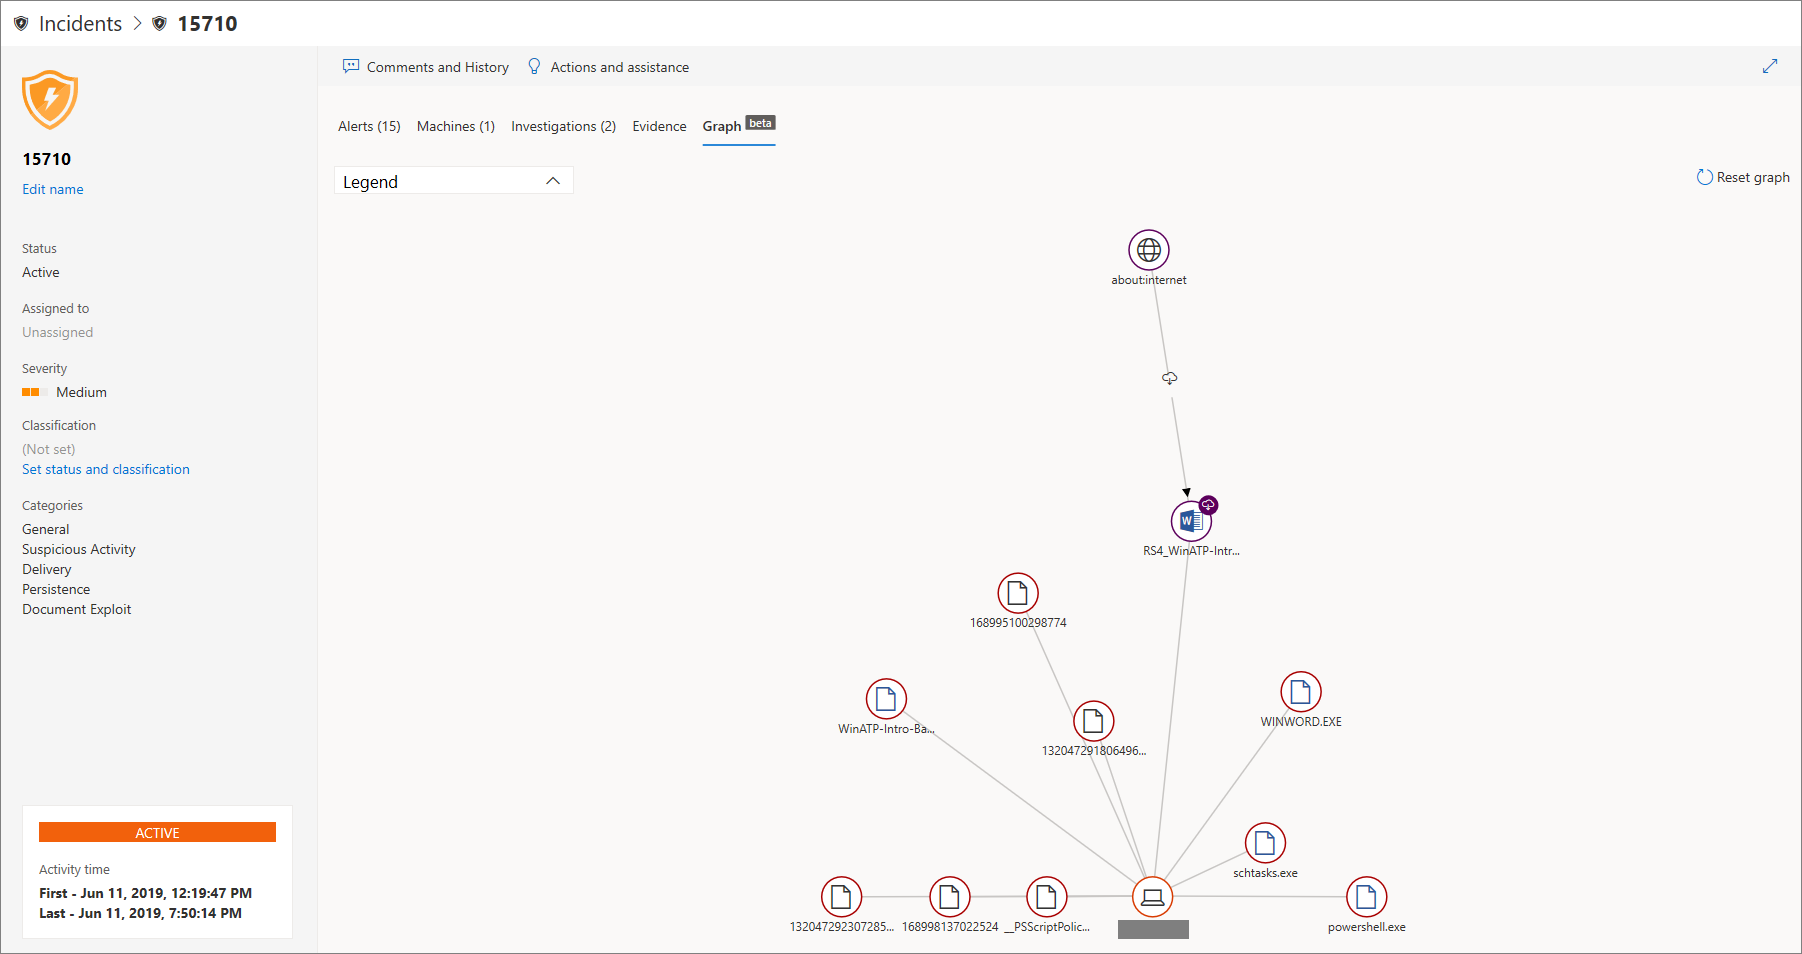 Incidents > 15710
15710
Edit name
Status
Active
Assigned to
Unassigned
Severity
Medium
Classification
(Not set)
Set status and classification
Categories
General
Suspicious Activity
Delivery
Persistence
Document Exploit
ACTIVE
Activity time
First - Jun 11, 2019, 12:19:47 PM
Last - Jun 11, 2019, 7:50:14 PM
Comments and History Actions and assistance
Alerts (15) Machines (1) Investigations (2) Evidence Graph beta
Legend
Reset graph
about:internet
RS4_WinATP-Intr...
168995100298774
WinATP-Intro-Ba...
132047291806496...
WINWORD.EXE
schtasks.exe
132047292307285... 168998137022524 __PSScriptPolic... powershell.exe